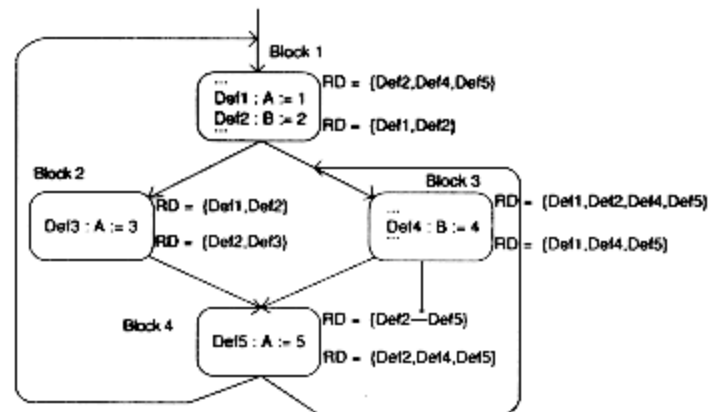 Block 1
...
Def1 : A := 1
Def2 : B := 2
...
RD = {Def2,Def4,Def5}
RD = {Def1,Def2}
Block 2
Def3 : A := 3
RD = {Def1,Def2}
RD = {Def2,Def3}
Block 3
...
Def4 : B := 4
...
RD = {Def1,Def2,Def4,Def5}
RD = {Def1,Def4,Def5}
Block 4
Def5 : A := 5
RD = {Def2—Def5}
RD = {Def2,Def4,Def5}